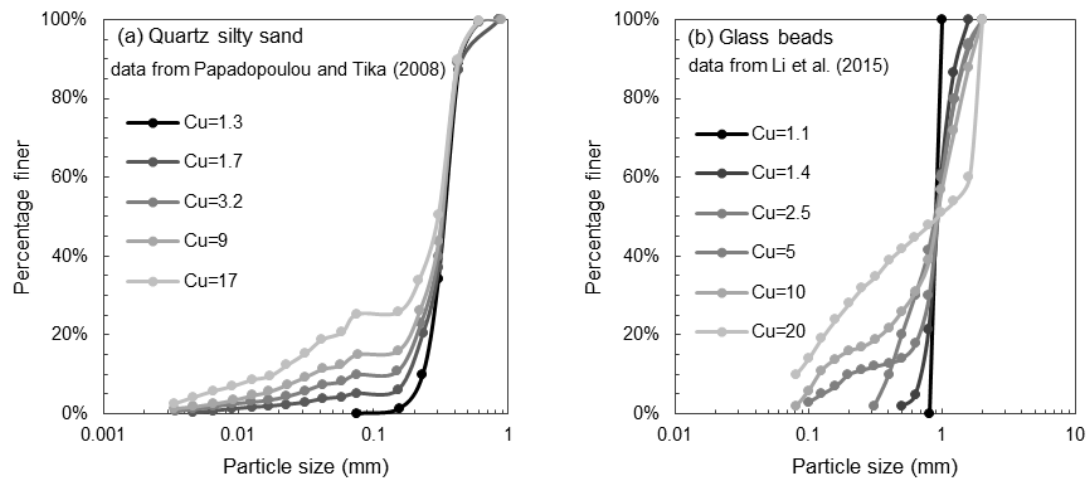 100%
80%
60%
40%
20%
0%
Percentage finer
(a) Quartz silty sand
data from Papadopoulou and Tika (2008)
Cu=1.3
Cu=1.7
Cu=3.2
Cu=9
Cu=17
0.001
0.01
0.1
1
Particle size (mm)
100%
80%
60%
40%
20%
0%
Percentage finer
(b) Glass beads
data from Li et al. (2015)
Cu=1.1
Cu=1.4
Cu=2.5
Cu=5
Cu=10
Cu=20
0.01
0.1
1
10
Particle size (mm)